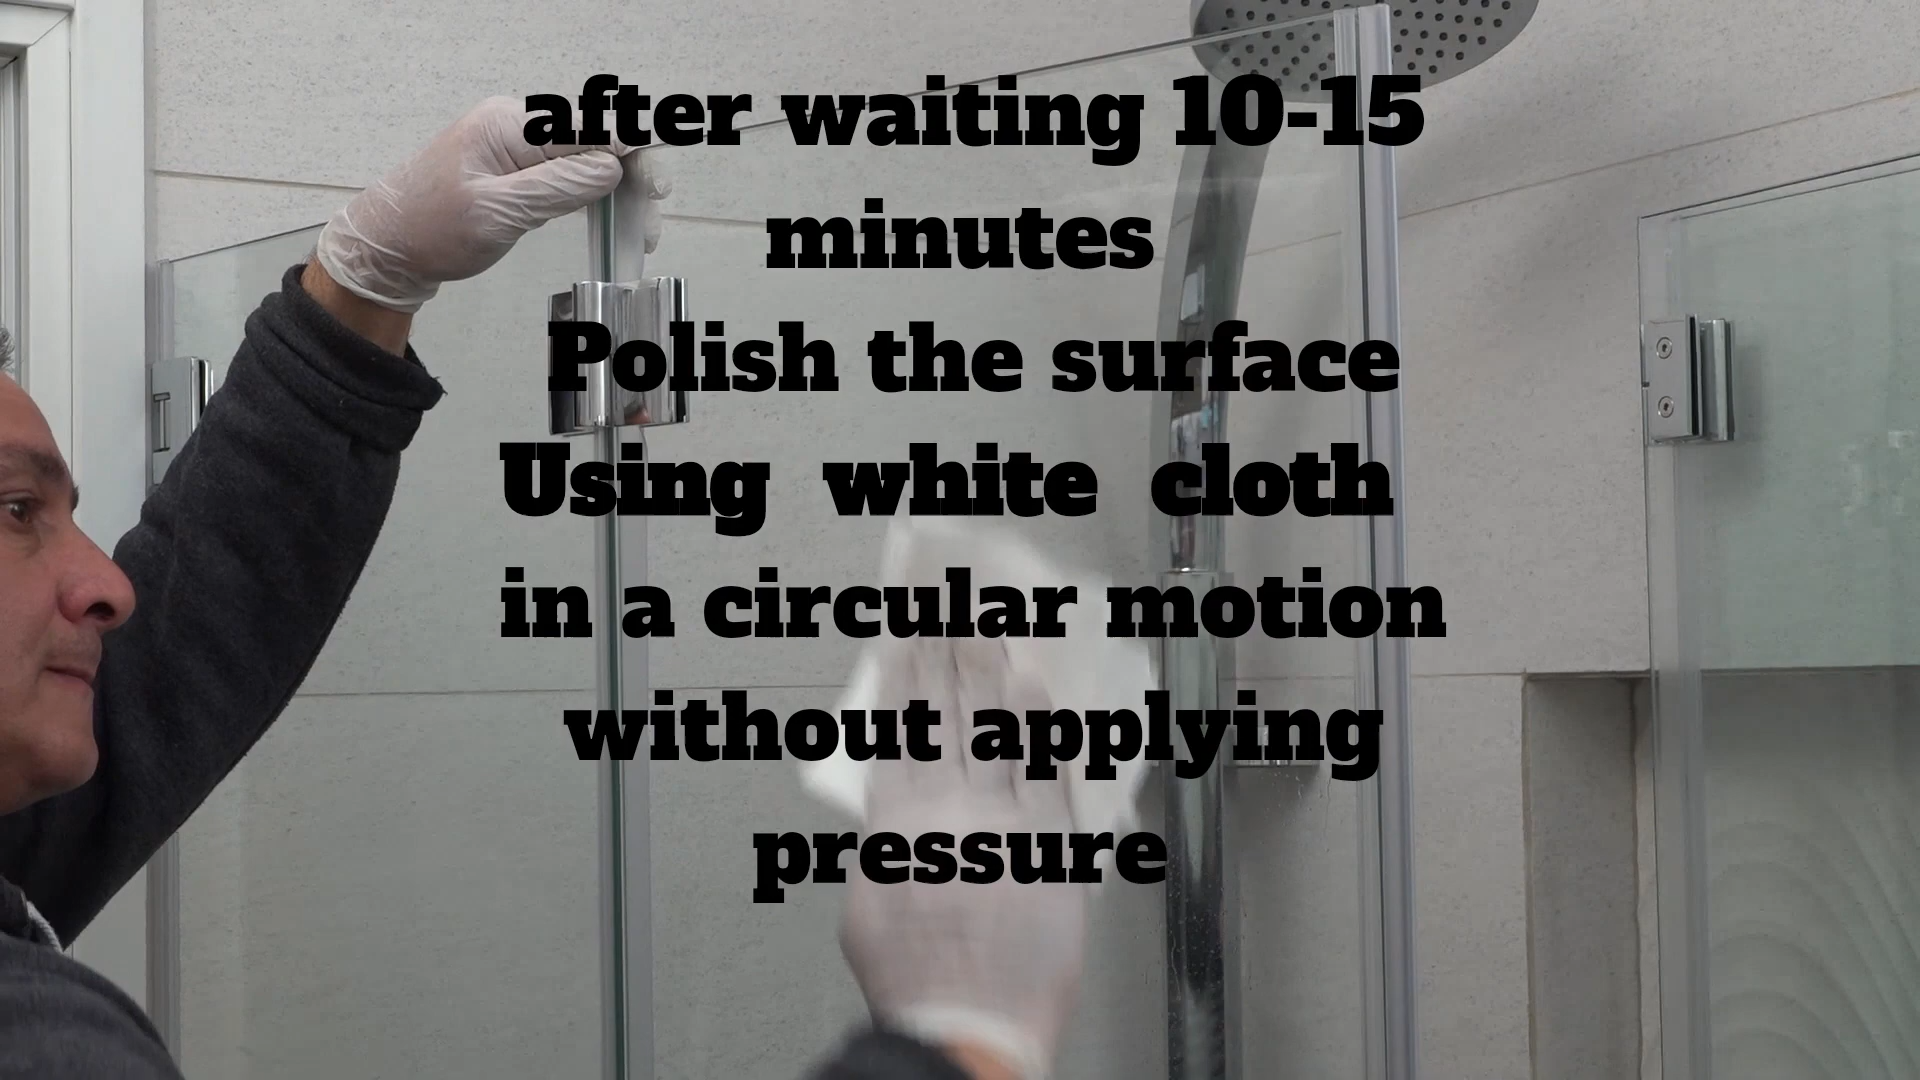 after waiting 10-15
minutes
Polish the surface
Using white cloth
in a circular motion
without applying
pressure